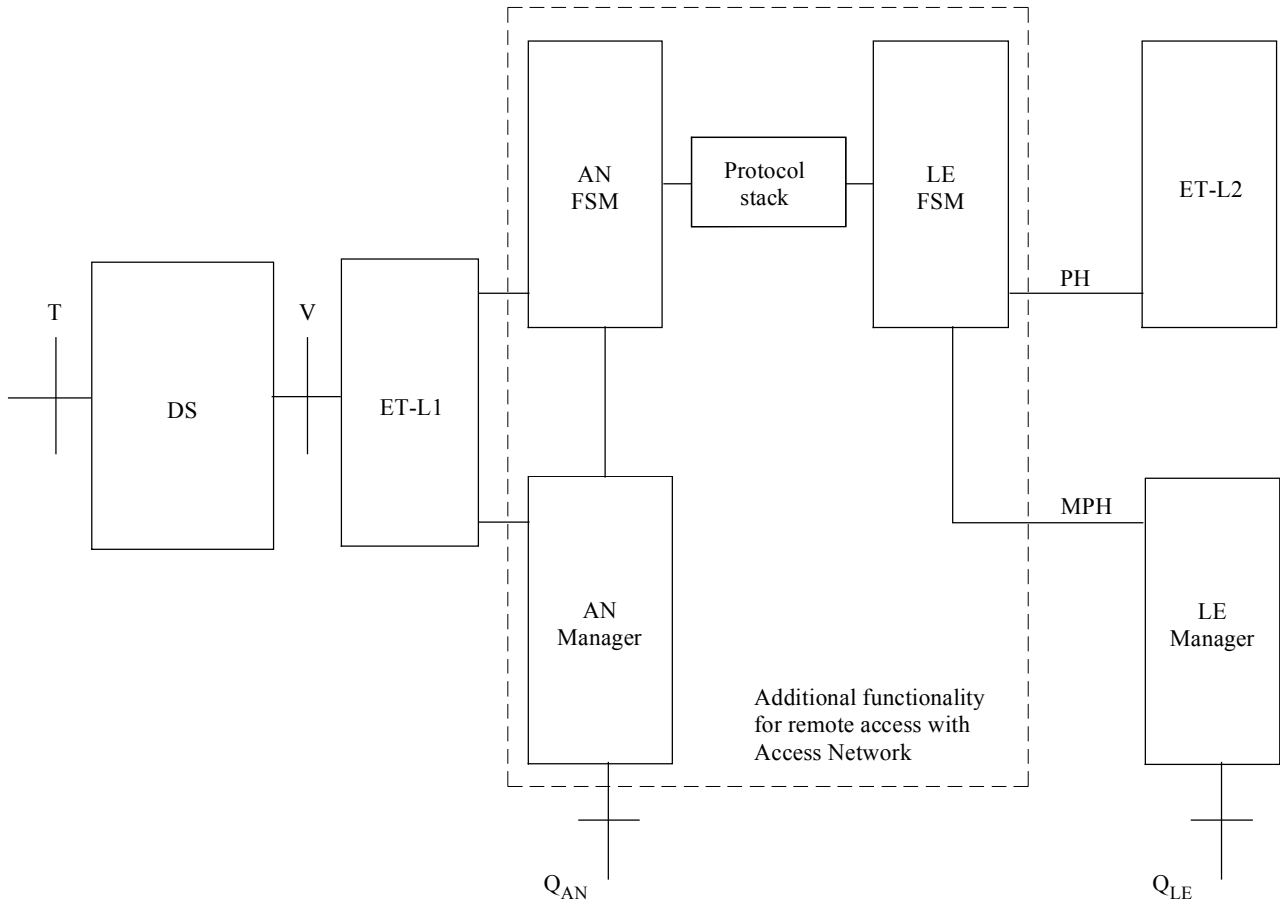 AN
FSM
Protocol
stack
LE
FSM
ET-L2
PH
T
V
DS
ET-L1
MPH
AN
Manager
LE
Manager
Additional functionality
for remote access with
Access Network
QAN
QLE